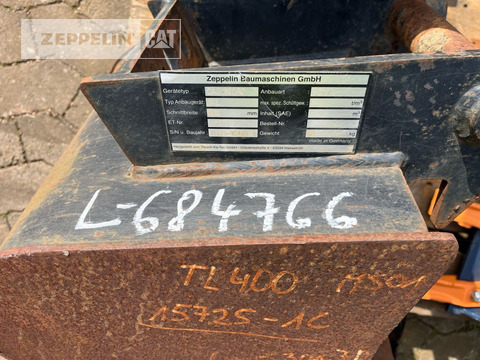 ZEPPELIN CAT
Zeppelin Baumaschinen GmbH
Gerätetyp Anbauart
Typ Anbaugerät max. spez. Schüttgew. t/m³
Schnittbreite mm Inhalt (SAE) m³
ET-Nr. Bestell-Nr.
S/N u. Baujahr Gewicht kg
made in Germany
L-684766
TL400 MS01
15725-1C